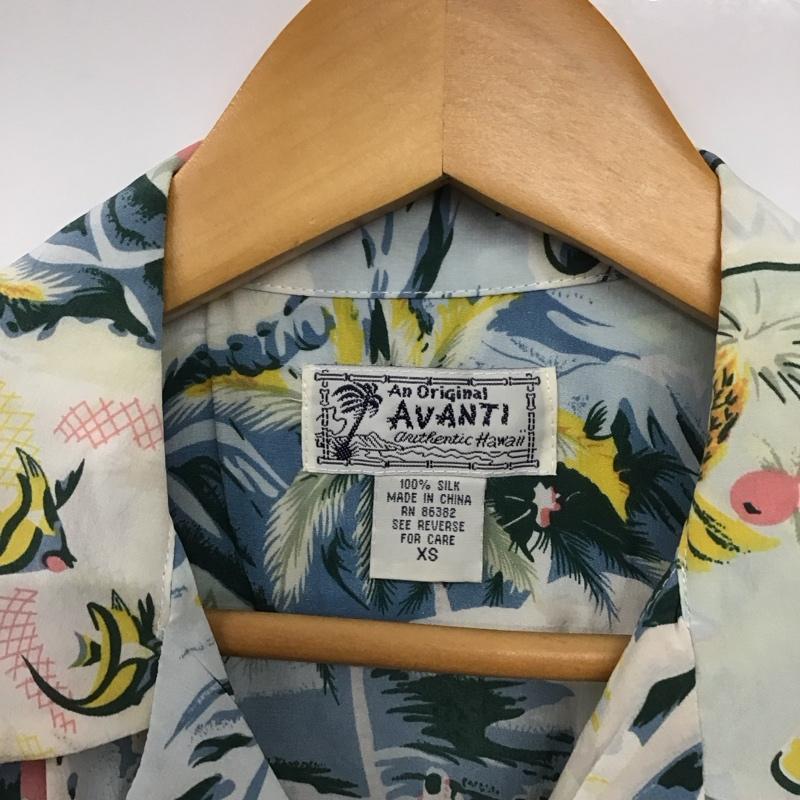 An Original
AVANTI
Authentic Hawaii
100% SILK
MADE IN CHINA
RN 86382
SEE REVERSE
FOR CARE
XS